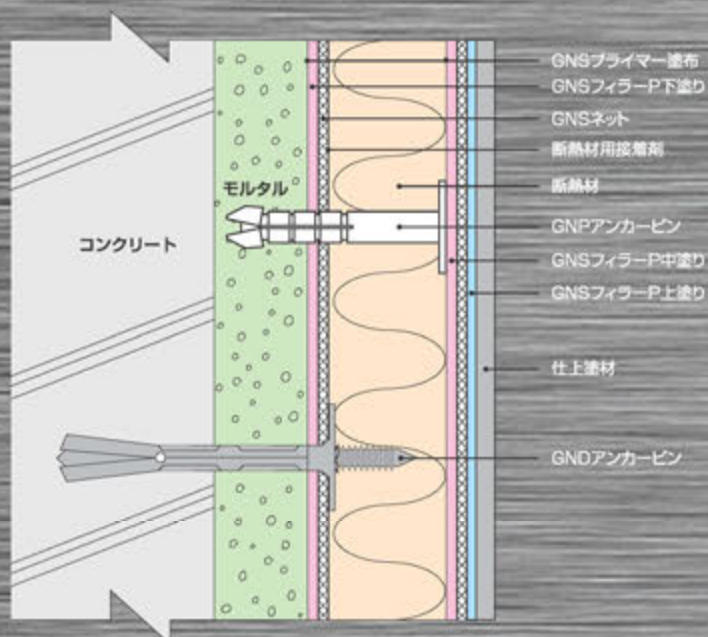 GNSプライマー塗布
GNSフィラーP下塗り
GNSネット
断熱材用接着剤
断熱材
モルタル
GNPアンカーピン
コンクリート
GNSフィラーP中塗り
GNSフィラーP上塗り
仕上塗材
GNDアンカーピン